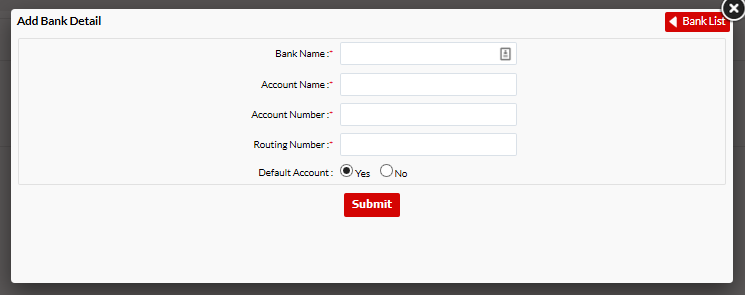 Add Bank Detail
Bank List
Bank Name :*
Account Name :*
Account Number :*
Routing Number :*
Default Account : Yes No
Submit